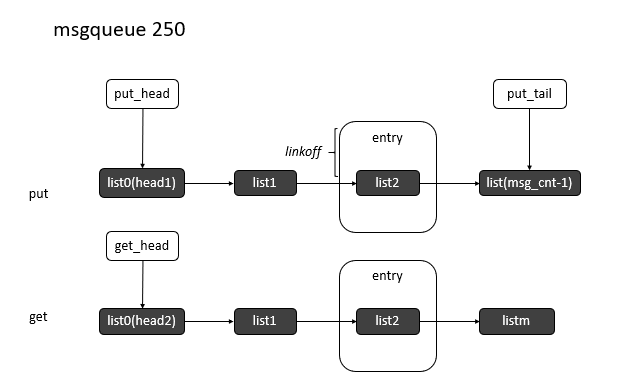 msgqueue 250
put_head
put_tail
entry
linkoff
put
list0(head1)
list1
list2
list(msg_cnt-1)
get_head
entry
get
list0(head2)
list1
list2
listm